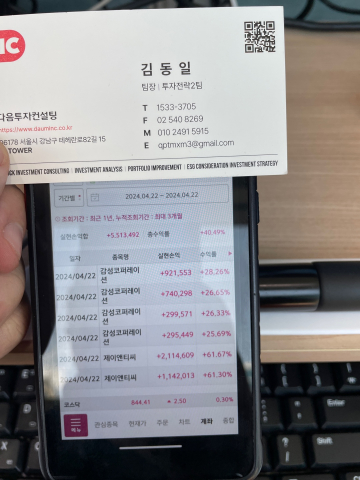 NC
김 동 일
팀장 | 투자전략2팀
다음투자컨설팅
https://www.dauminc.co.kr
06178 서울시 강남구 테헤란로82길 15
TOWER
T 1533-3705
F 02 540 8269
M 010 2491 5915
E qptmxm3@gmail.com
INVESTMENT CONSULTING | INVESTMENT ANALYSIS | PORTFOLIO IMPROVEMENT | ESG CONSIDERATION INVESTMENT STRATEGY
기간별
2024.04.22 ~ 2024.04.22
조회기간 : 최근 1년, 누적조회기간 : 최대 3개월
실현손익합 +5,513,492 총수익률 +40.49%
일자 종목명 실현손익 수익률
2024/04/22 감성코퍼레이션 +921,553 +28.26%
2024/04/22 감성코퍼레이션 +740,298 +26.65%
2024/04/22 감성코퍼레이션 +299,571 +26.33%
2024/04/22 감성코퍼레이션 +295,449 +25.69%
2024/04/22 제이앤티씨 +2,114,609 +61.67%
2024/04/22 제이앤티씨 +1,142,013 +61.30%
코스닥 844.41 ▲ 2.50 0.30%
메뉴 관심종목 현재가 주문 차트 계좌 종합
Shift